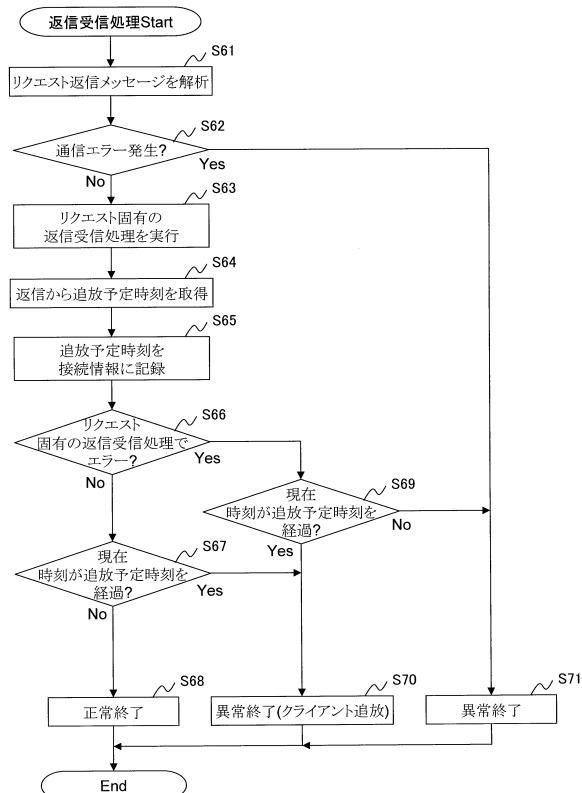 返信受信処理Start
S61
リクエスト返信メッセージを解析
S62
通信エラー発生?
Yes
No
S63
リクエスト固有の
返信受信処理を実行
S64
返信から追放予定時刻を取得
S65
追放予定時刻を
接続情報に記録
S66
リクエスト
固有の返信受信処理で
エラー?
Yes
No
S69
現在
時刻が追放予定時刻を
経過?
No
Yes
S67
現在
時刻が追放予定時刻を
経過?
Yes
No
S68
正常終了
S70
異常終了(クライアント追放)
S71
異常終了
End